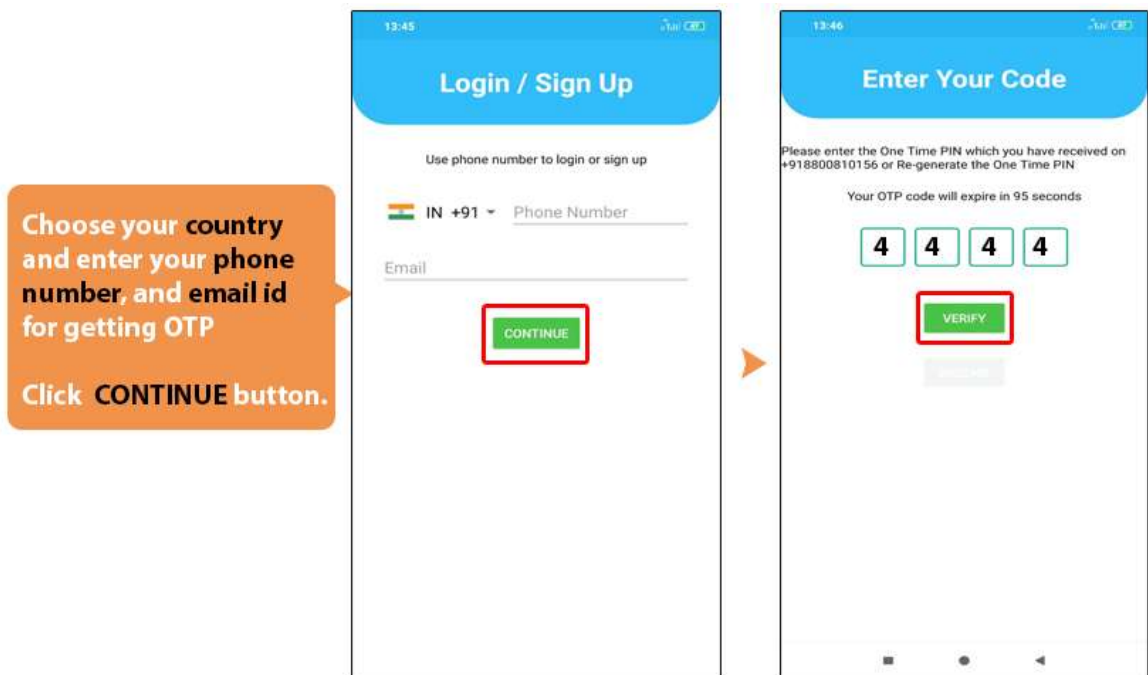 Choose your country
and enter your phone
number, and email id
for getting OTP
Click CONTINUE button.
13:45
Login / Sign Up
Use phone number to login or sign up
IN +91
Phone Number
Email
CONTINUE
13:46
Enter Your Code
Please enter the One Time PIN which you have received on
+918800810156 or Re-generate the One Time PIN
Your OTP code will expire in 95 seconds
4 4 4 4
VERIFY